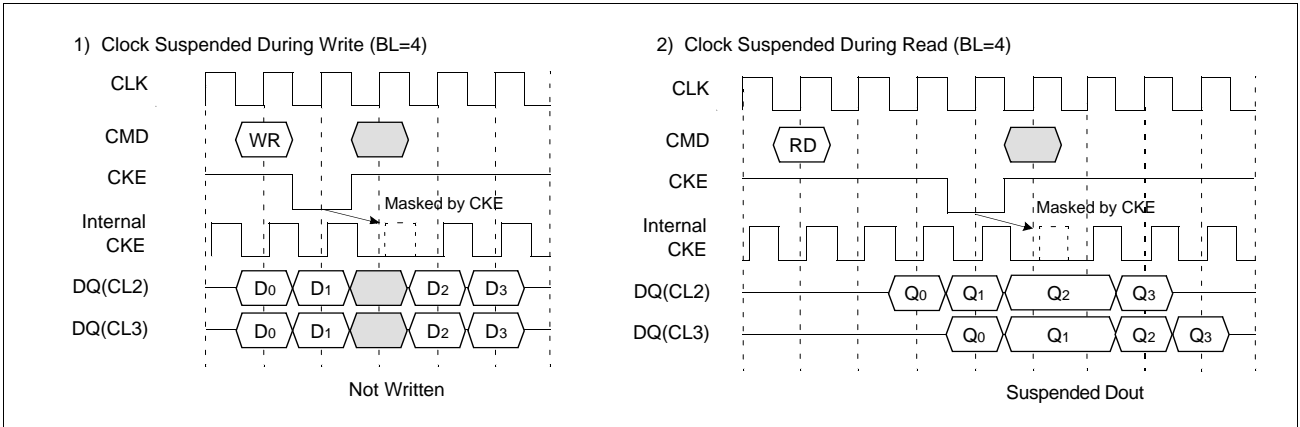 1) Clock Suspended During Write (BL=4)
CLK
CMD
WR
CKE
Masked by CKE
Internal
CKE
DQ(CL2)
D0 D1 D2 D3
DQ(CL3)
D0 D1 D2 D3
Not Written
2) Clock Suspended During Read (BL=4)
CLK
CMD
RD
CKE
Masked by CKE
Internal
CKE
DQ(CL2)
Q0 Q1 Q2 Q3
DQ(CL3)
Q0 Q1 Q2 Q3
Suspended Dout